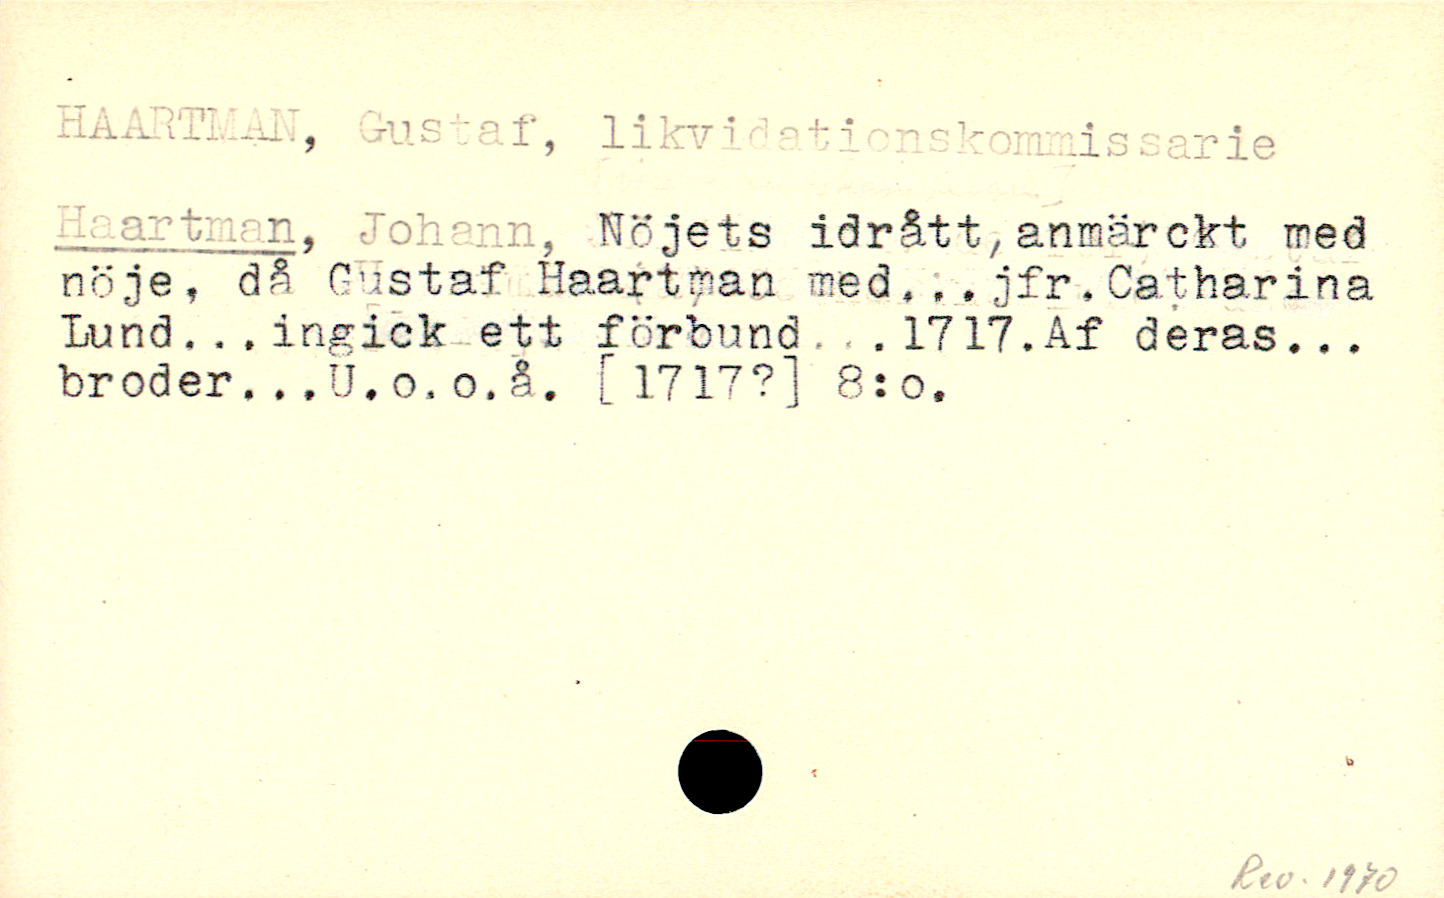 HAARTMAN, Gustaf, likvidationskommissarie
Haartman, Johann, Nöjets idrått, anmärckt med
nöje, då Gustaf Haartman med...jfr.Catharina
Lund...ingick ett förbund...1717.Af deras...
broder...U.o.o.å. [1717?] 8:o.
Rev. 1970